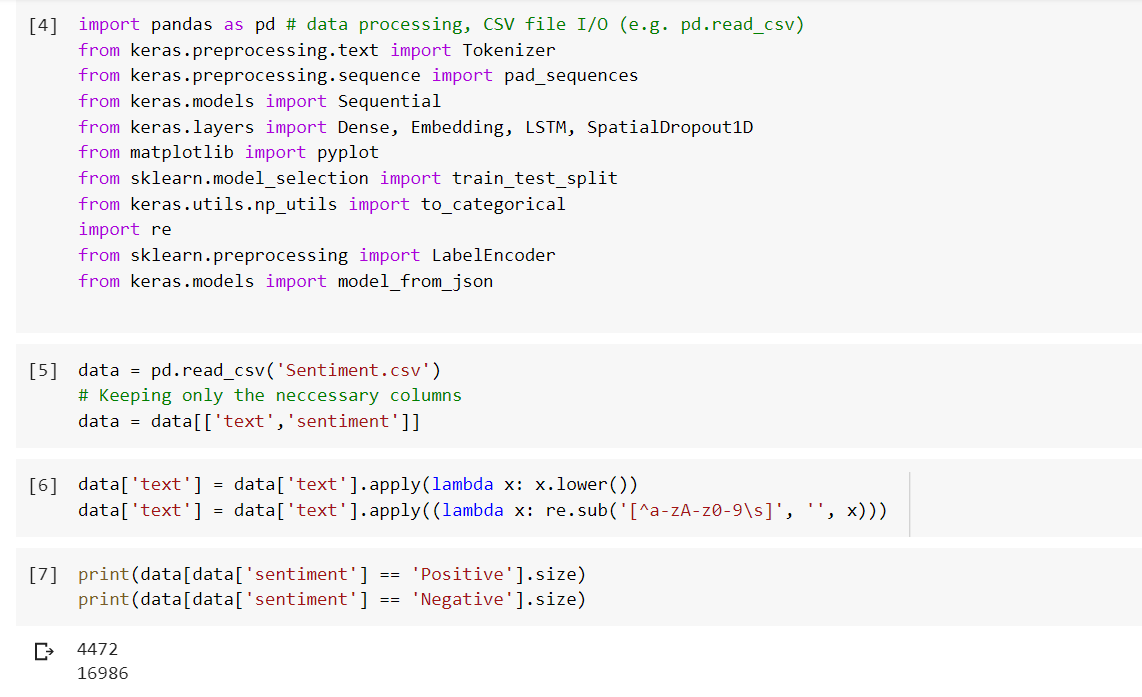 [4] import pandas as pd # data processing, CSV file I/O (e.g. pd.read_csv)
from keras.preprocessing.text import Tokenizer
from keras.preprocessing.sequence import pad_sequences
from keras.models import Sequential
from keras.layers import Dense, Embedding, LSTM, SpatialDropout1D
from matplotlib import pyplot
from sklearn.model_selection import train_test_split
from keras.utils.np_utils import to_categorical
import re
from sklearn.preprocessing import LabelEncoder
from keras.models import model_from_json
[5] data = pd.read_csv('Sentiment.csv')
# Keeping only the neccessary columns
data = data[['text','sentiment']]
[6] data['text'] = data['text'].apply(lambda x: x.lower())
data['text'] = data['text'].apply((lambda x: re.sub('[^a-zA-z0-9\s]', '', x)))
[7] print(data[data['sentiment'] == 'Positive'].size)
print(data[data['sentiment'] == 'Negative'].size)
4472
16986